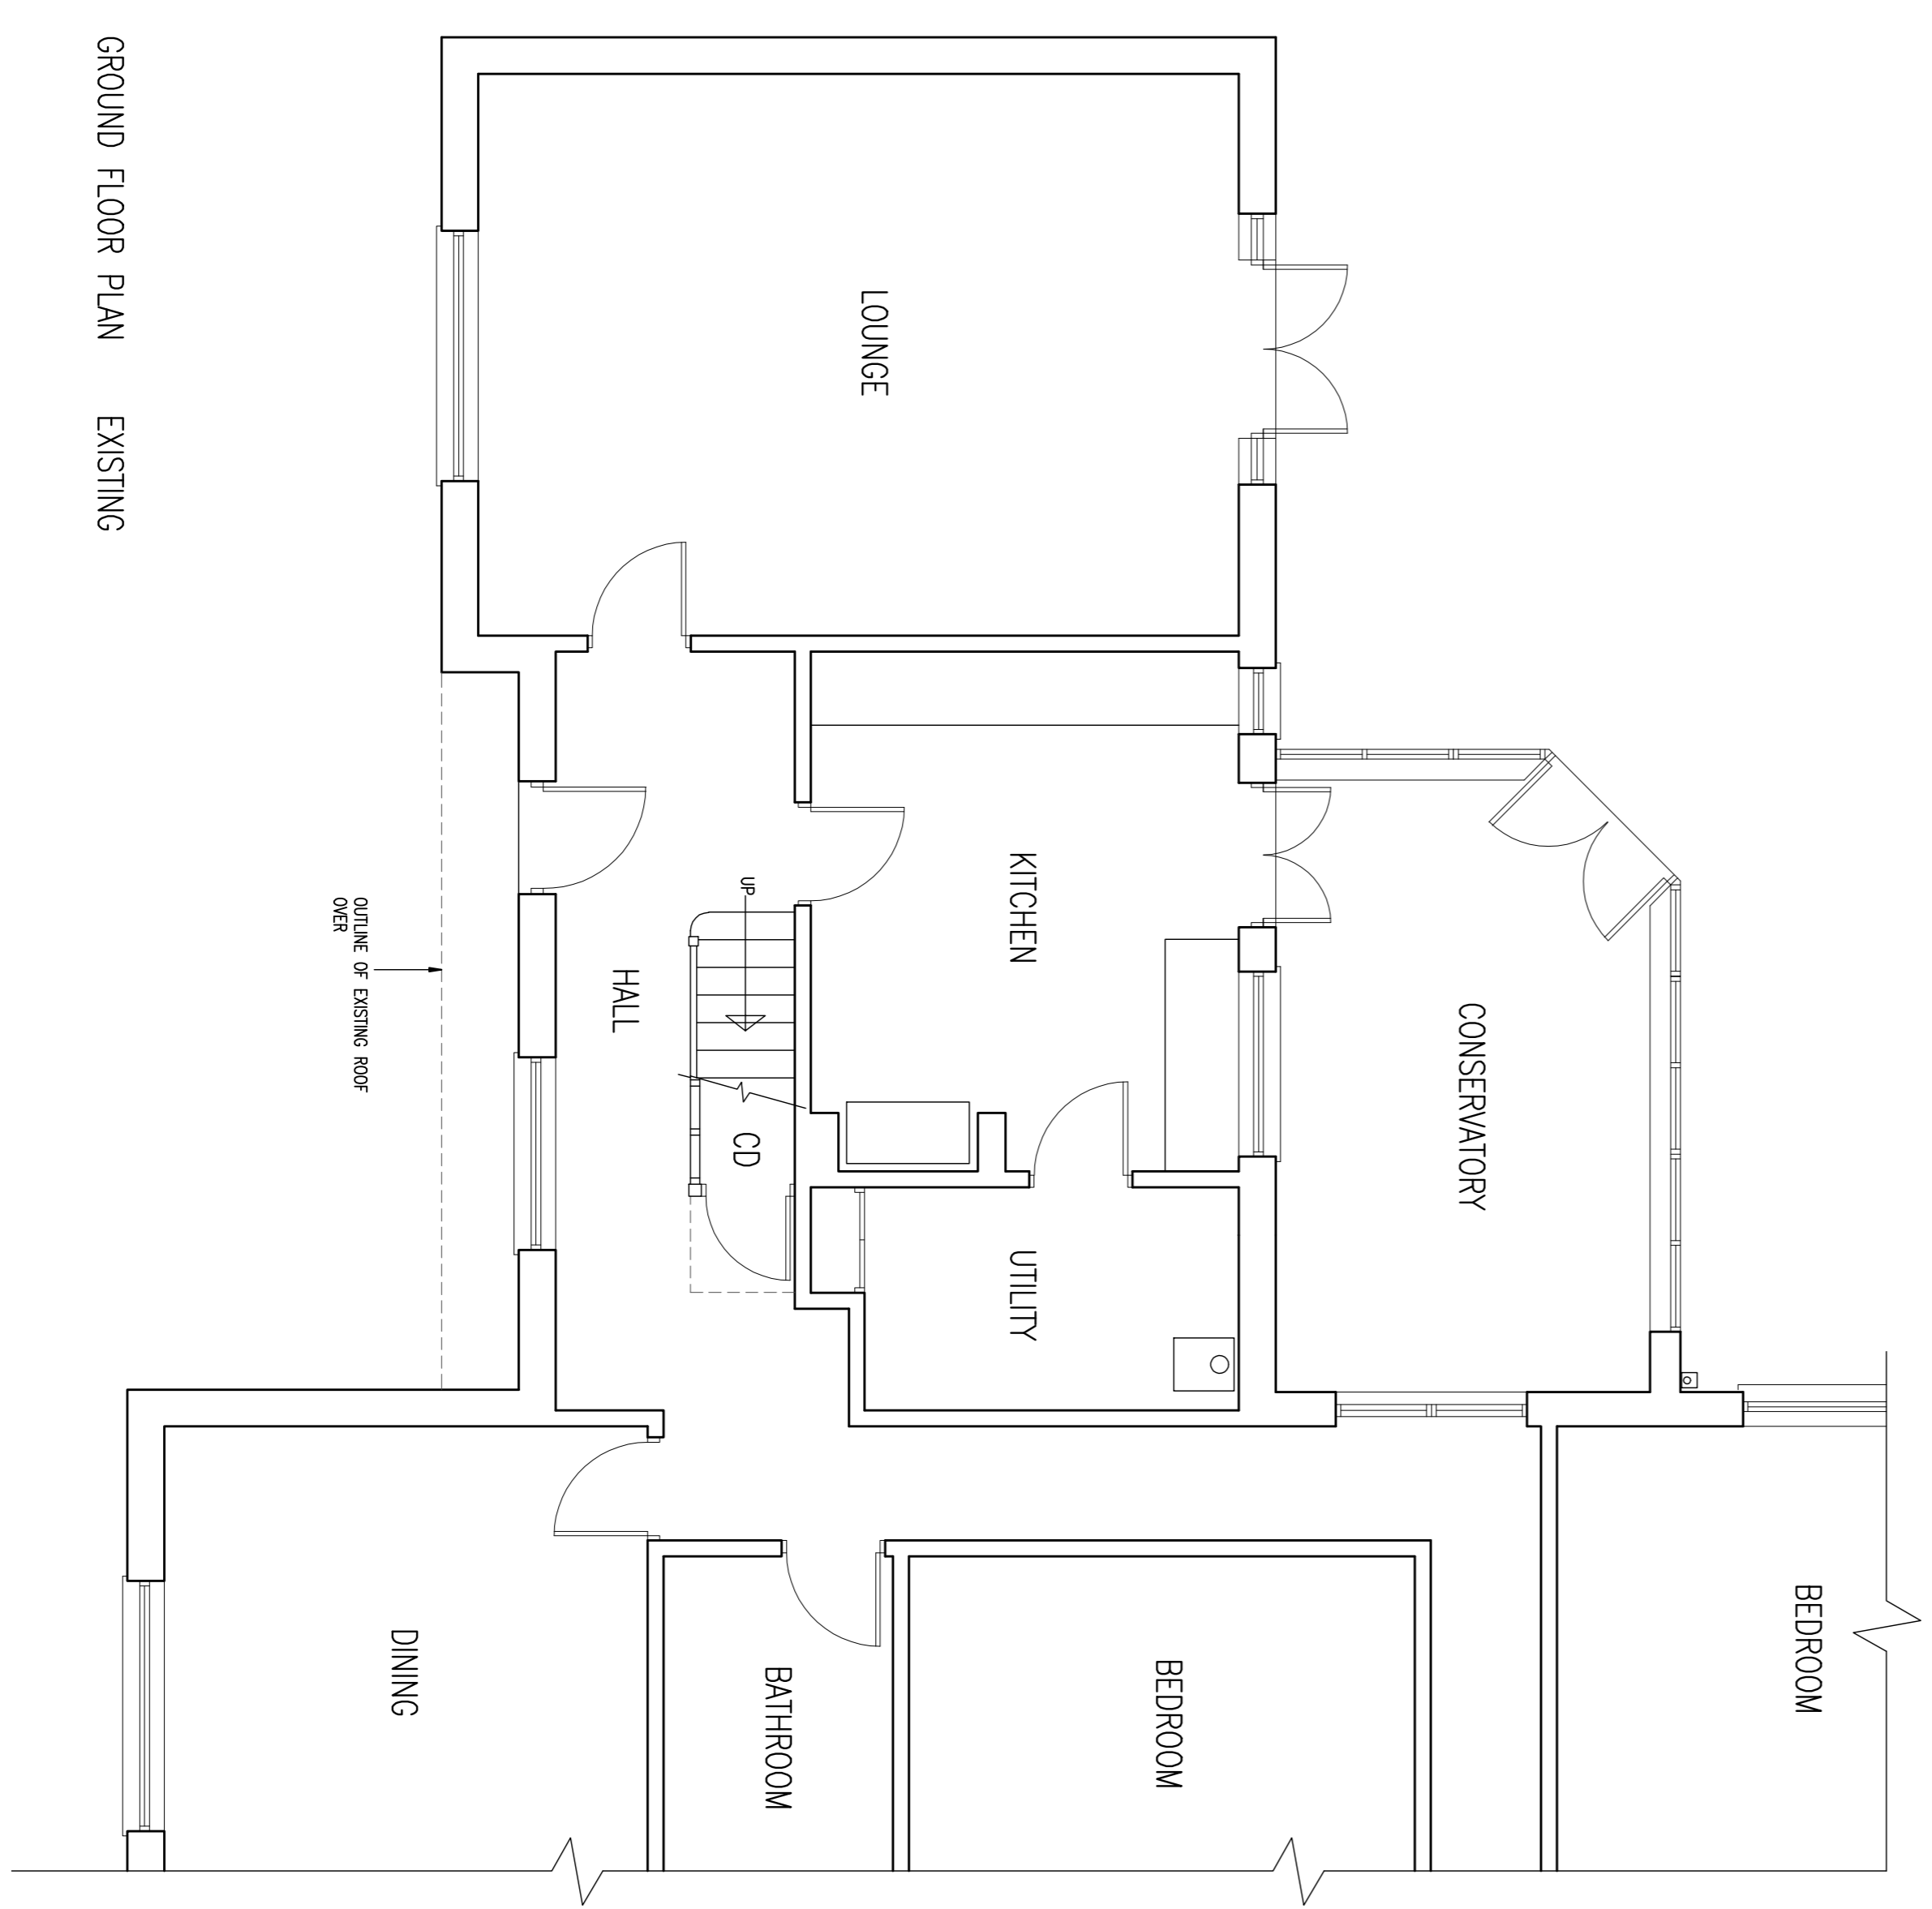 BEDROOM
CONSERVATORY
BEDROOM
KITCHEN
UTILITY
LOUNGE
BATHROOM
UP
CD
HALL
DINING
OUTLINE OF EXISTING ROOF
OVER
GROUND FLOOR PLAN EXISTING